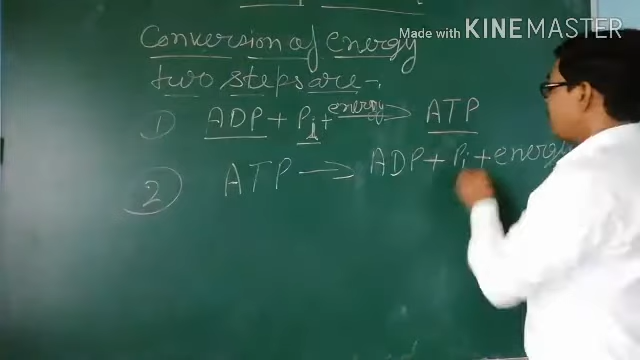 Made with KINEMASTER
Conversion of energy
two steps are -
1) ADP + Pi + energy → ATP
2) ATP → ADP + Pi + energy